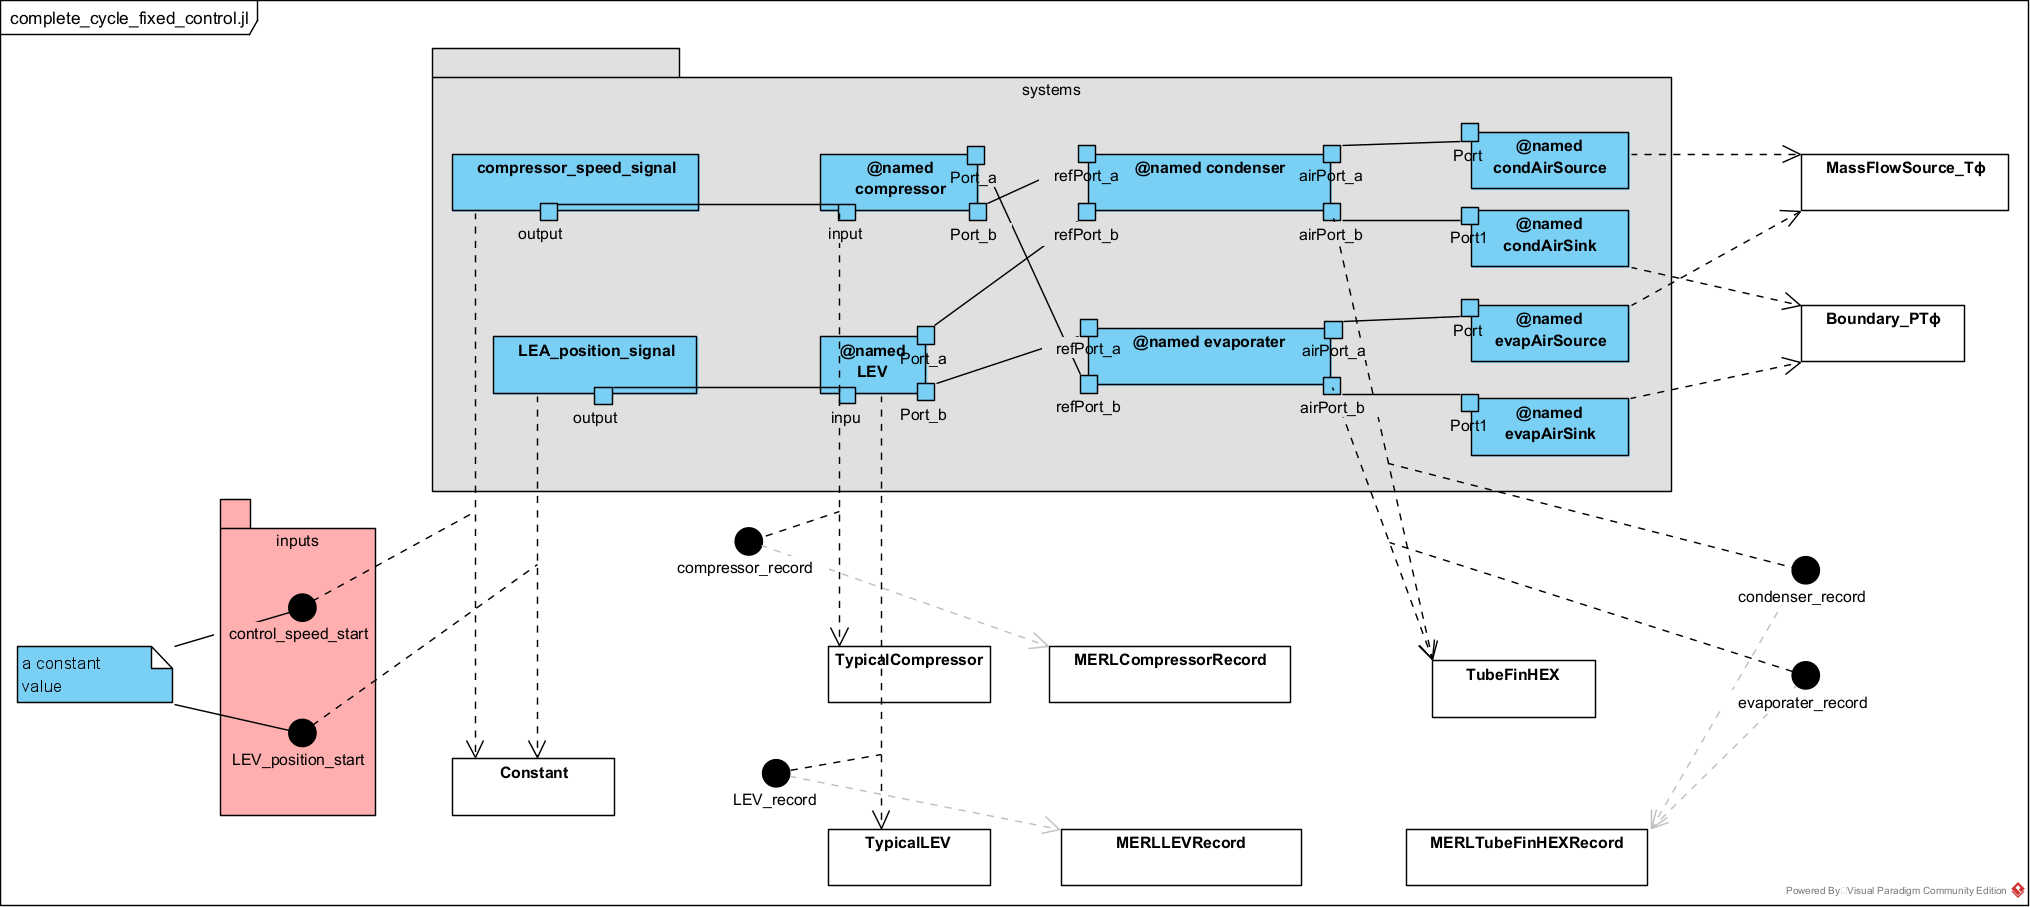 complete_cycle_fixed_control.jl
systems
compressor_speed_signal
output
@named
compressor
Port_a
input
Port_b
@named condenser
refPort_a
airPort_a
refPort_b
airPort_b
Port
@named
condAirSource
Port1
@named
condAirSink
MassFlowSource_Tϕ
LEA_position_signal
output
@named
LEV
Port_a
inpu
Port_b
@named evaporater
refPort_a
airPort_a
refPort_b
airPort_b
Port
@named
evapAirSource
Port1
@named
evapAirSink
Boundary_PTϕ
inputs
control_speed_start
LEV_position_start
a constant
value
compressor_record
condenser_record
evaporater_record
TypicalCompressor
MERLCompressorRecord
TubeFinHEX
Constant
LEV_record
TypicalLEV
MERLLEVRecord
MERLTubeFinHEXRecord
Powered By Visual Paradigm Community Edition